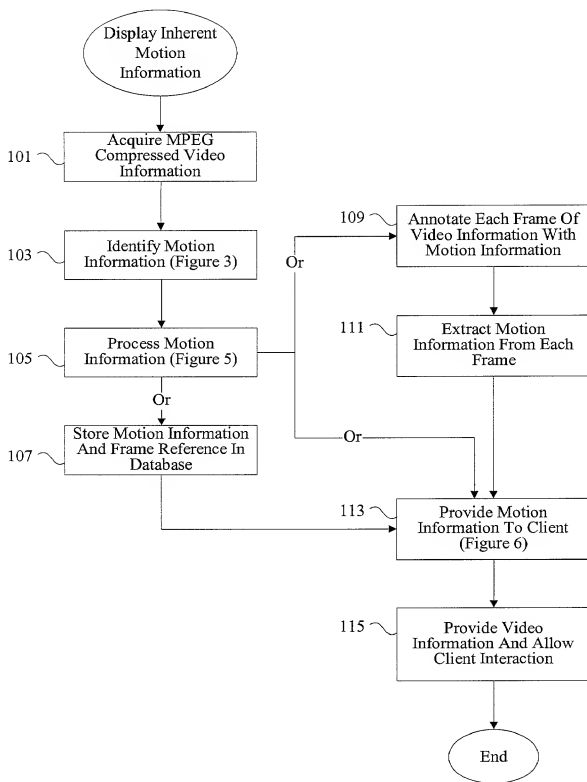 Display Inherent
Motion
Information
101
Acquire MPEG
Compressed Video
Information
103
Identify Motion
Information (Figure 3)
105
Process Motion
Information (Figure 5)
Or
107
Store Motion Information
And Frame Reference In
Database
Or
109
Annotate Each Frame Of
Video Information With
Motion Information
111
Extract Motion
Information From Each
Frame
Or
113
Provide Motion
Information To Client
(Figure 6)
115
Provide Video
Information And Allow
Client Interaction
End